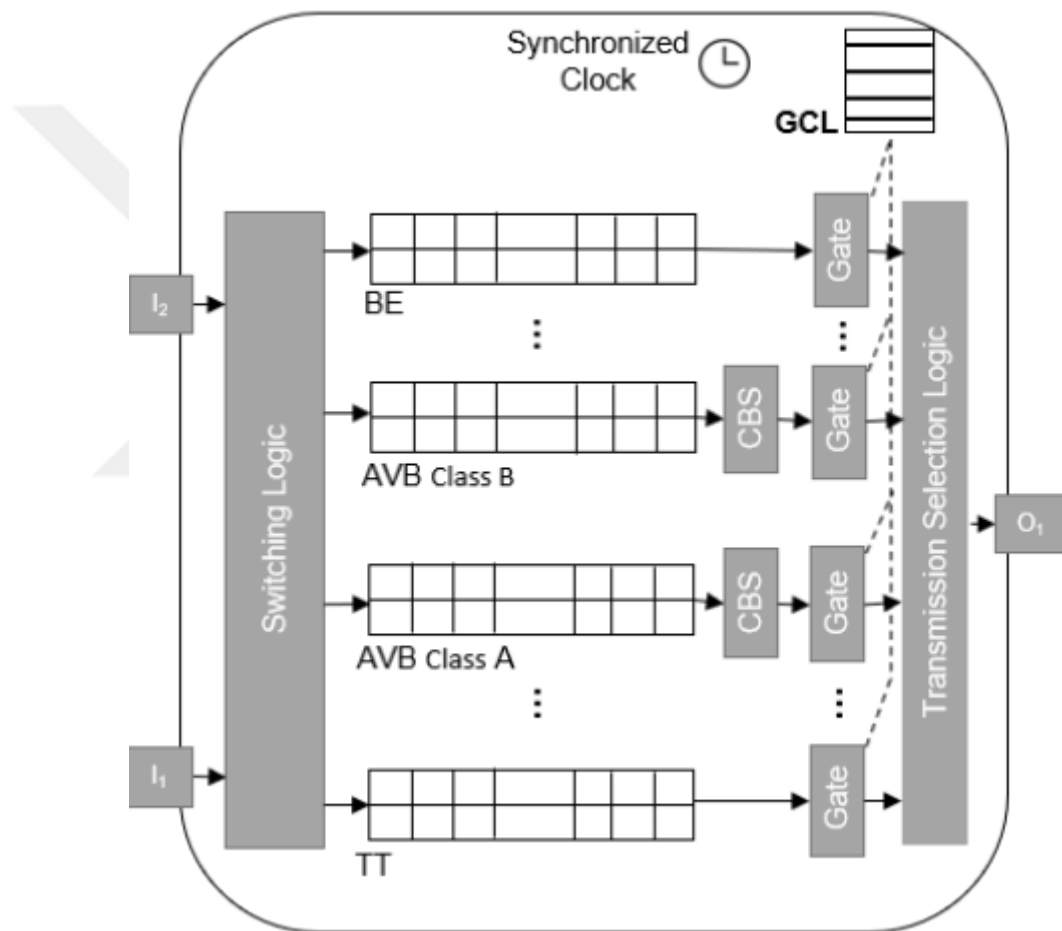 Synchronized
Clock
GCL
I₂
I₁
Switching Logic
BE
...
AVB Class B
AVB Class A
...
TT
CBS
CBS
Gate
...
Gate
Gate
...
Gate
Transmission Selection Logic
O₁